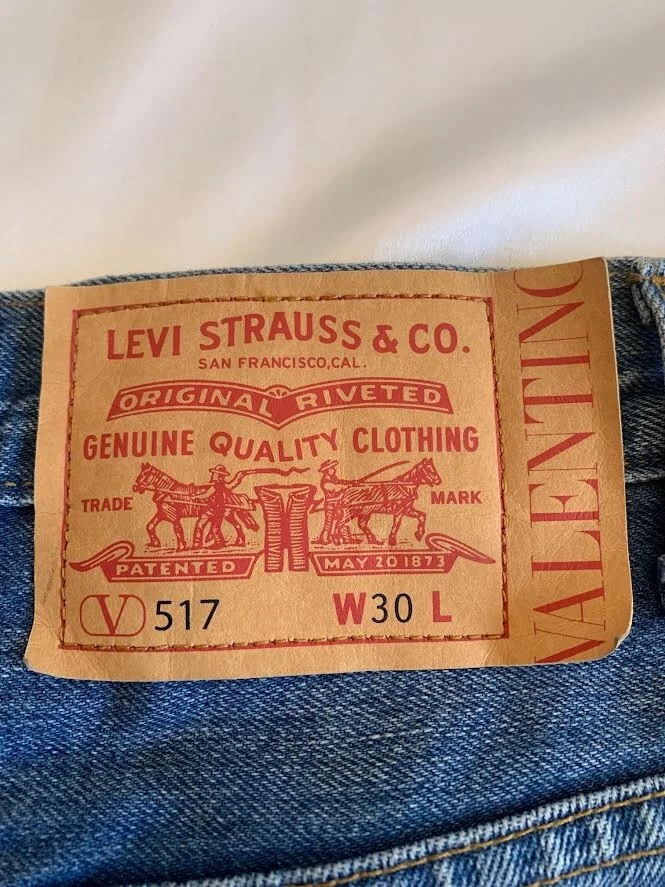 LEVI STRAUSS & CO.
SAN FRANCISCO, CAL.
ORIGINAL RIVETED
GENUINE QUALITY CLOTHING
TRADE MARK
PATENTED MAY 20 1873
V 517 W30 L
VALENTINO